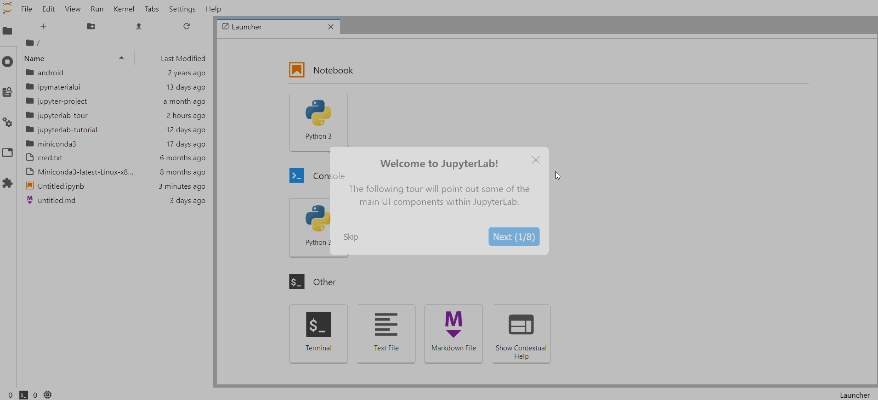 File Edit View Run Kernel Tabs Settings Help
Launcher
/
Name Last Modified
android 2 years ago
ipymaterialui 13 days ago
jupyter-project a month ago
jupyterlab-tour 2 hours ago
jupyterlab-tutorial 12 days ago
miniconda3 17 days ago
cred.txt 6 months ago
Miniconda3-latest-Linux-x8... 8 months ago
Untitled.ipynb 3 minutes ago
untitled.md 3 days ago
Notebook
Python 3
Console
Python 3
Welcome to JupyterLab!
The following tour will point out some of the
main UI components within JupyterLab.
Skip
Next (1/8)
$_ Other
$_
Terminal
Text File
M
Markdown File
Show Contextual
Help
0 $_ 0 Launcher